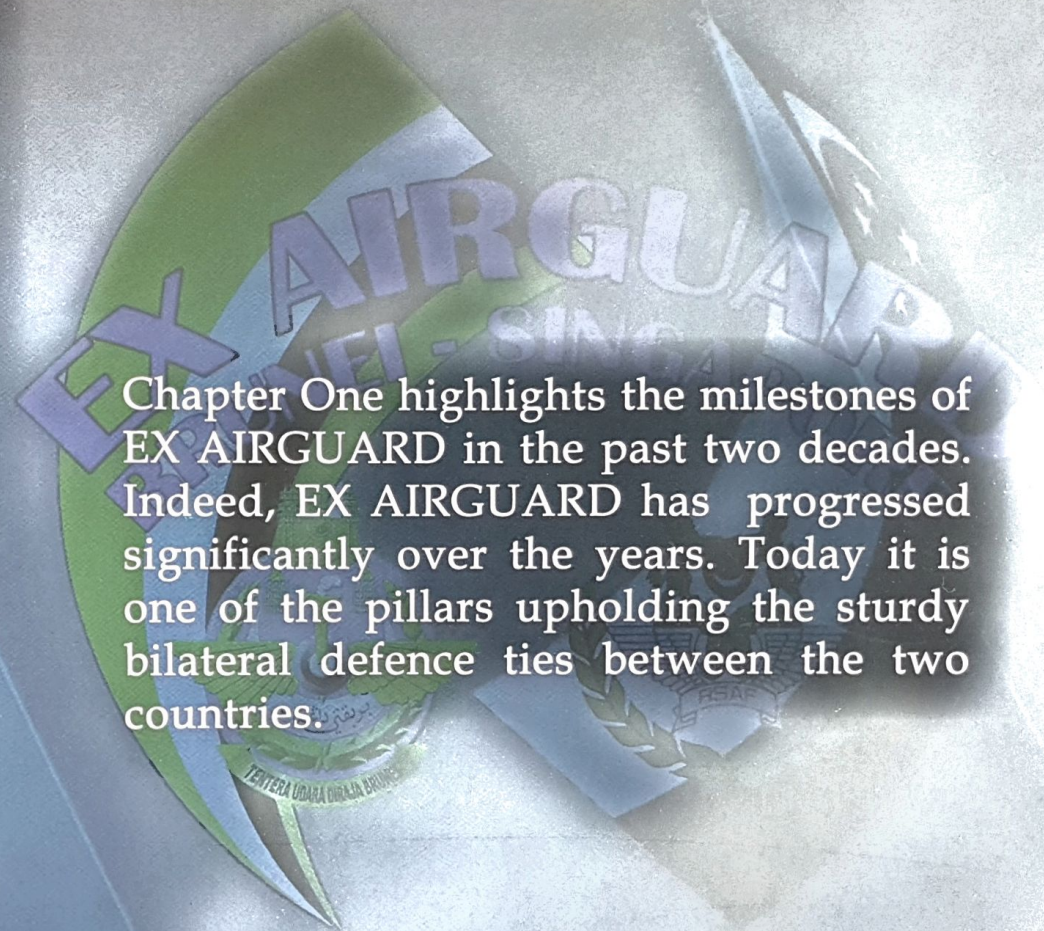 EX AIRGUARD
BRUNEI - SINGAPORE
Chapter One highlights the milestones of
EX AIRGUARD in the past two decades.
Indeed, EX AIRGUARD has progressed
significantly over the years. Today it is
one of the pillars upholding the sturdy
bilateral defence ties between the two
countries.
RSAF
TENTERA UDARA DIRAJA BRUNEI